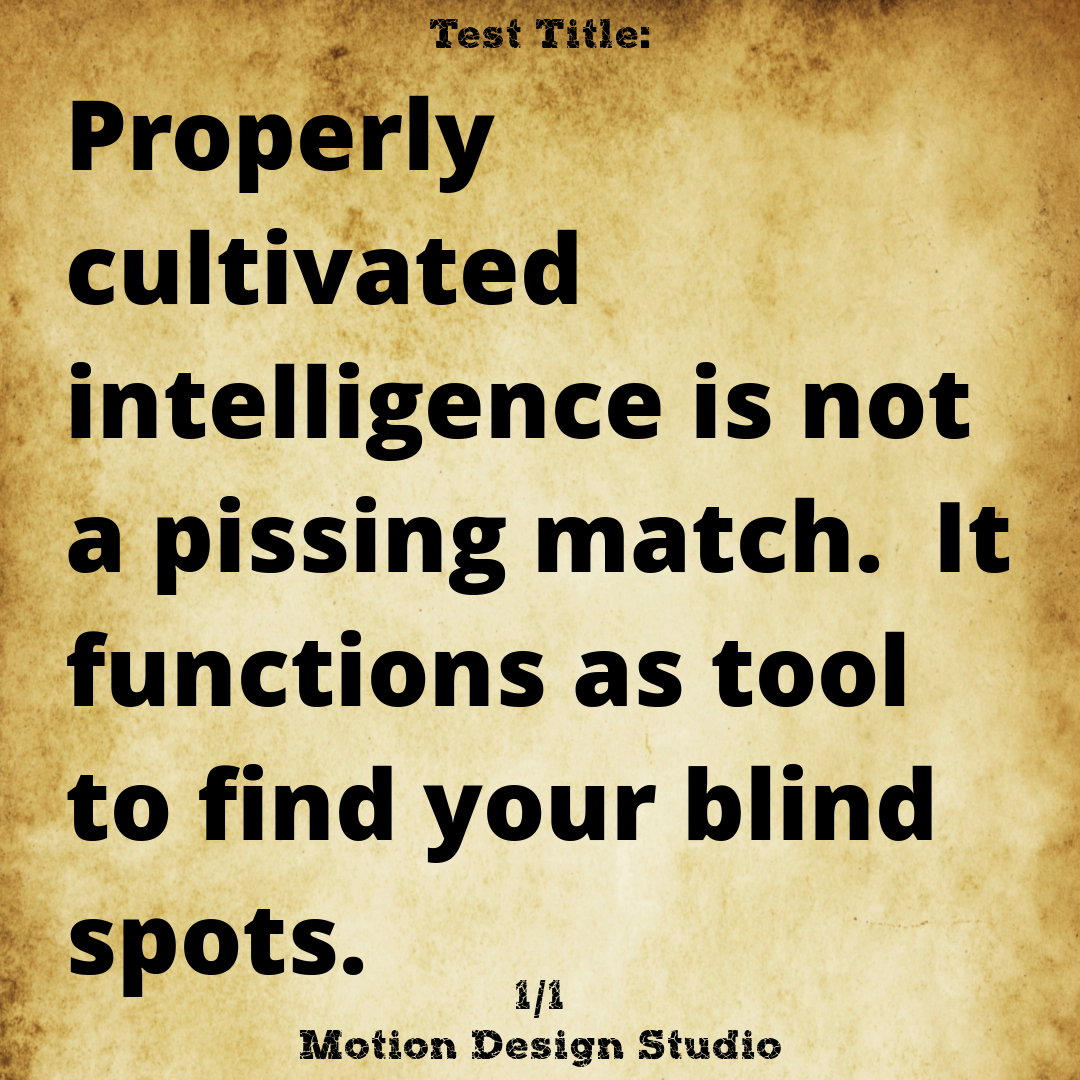 Test Title:
Properly
cultivated
intelligence is not
a pissing match.  It
functions as tool
to find your blind
spots.
1/1
Motion Design Studio